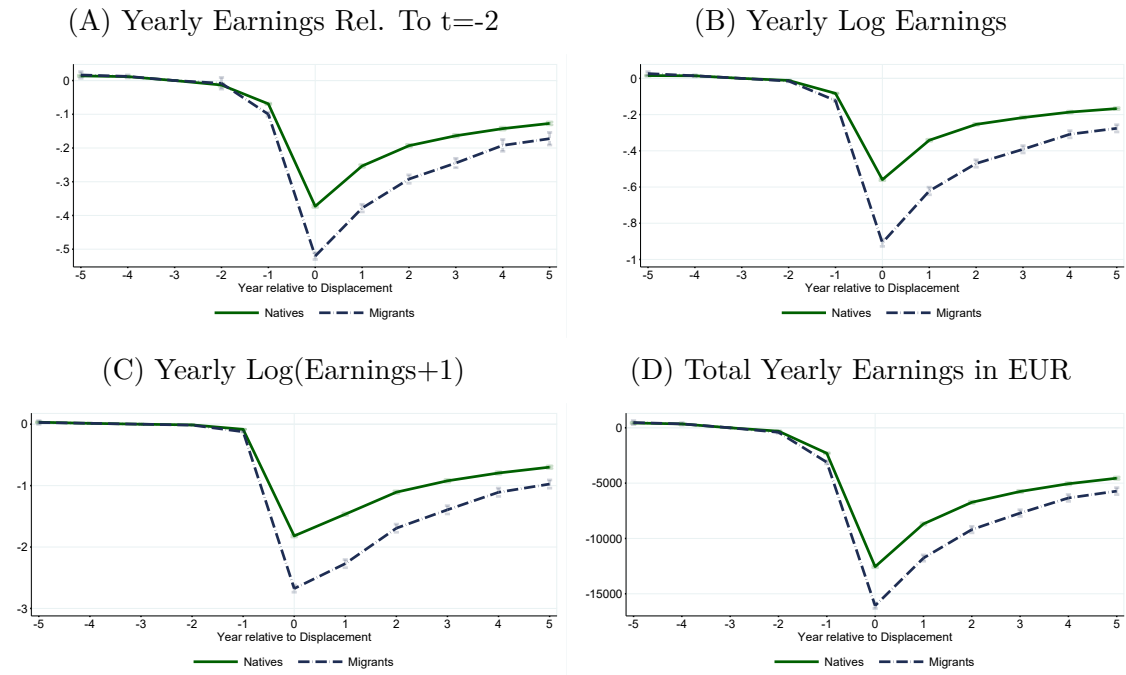 (A) Yearly Earnings Rel. To t=-2
0
-.1
-.2
-.3
-.4
-.5
-5 -4 -3 -2 -1 0 1 2 3 4 5
Year relative to Displacement
Natives Migrants
(B) Yearly Log Earnings
0
-.2
-.4
-.6
-.8
-1
-5 -4 -3 -2 -1 0 1 2 3 4 5
Year relative to Displacement
Natives Migrants
(C) Yearly Log(Earnings+1)
0
-1
-2
-3
-5 -4 -3 -2 -1 0 1 2 3 4 5
Year relative to Displacement
Natives Migrants
(D) Total Yearly Earnings in EUR
0
-5000
-10000
-15000
-5 -4 -3 -2 -1 0 1 2 3 4 5
Year relative to Displacement
Natives Migrants